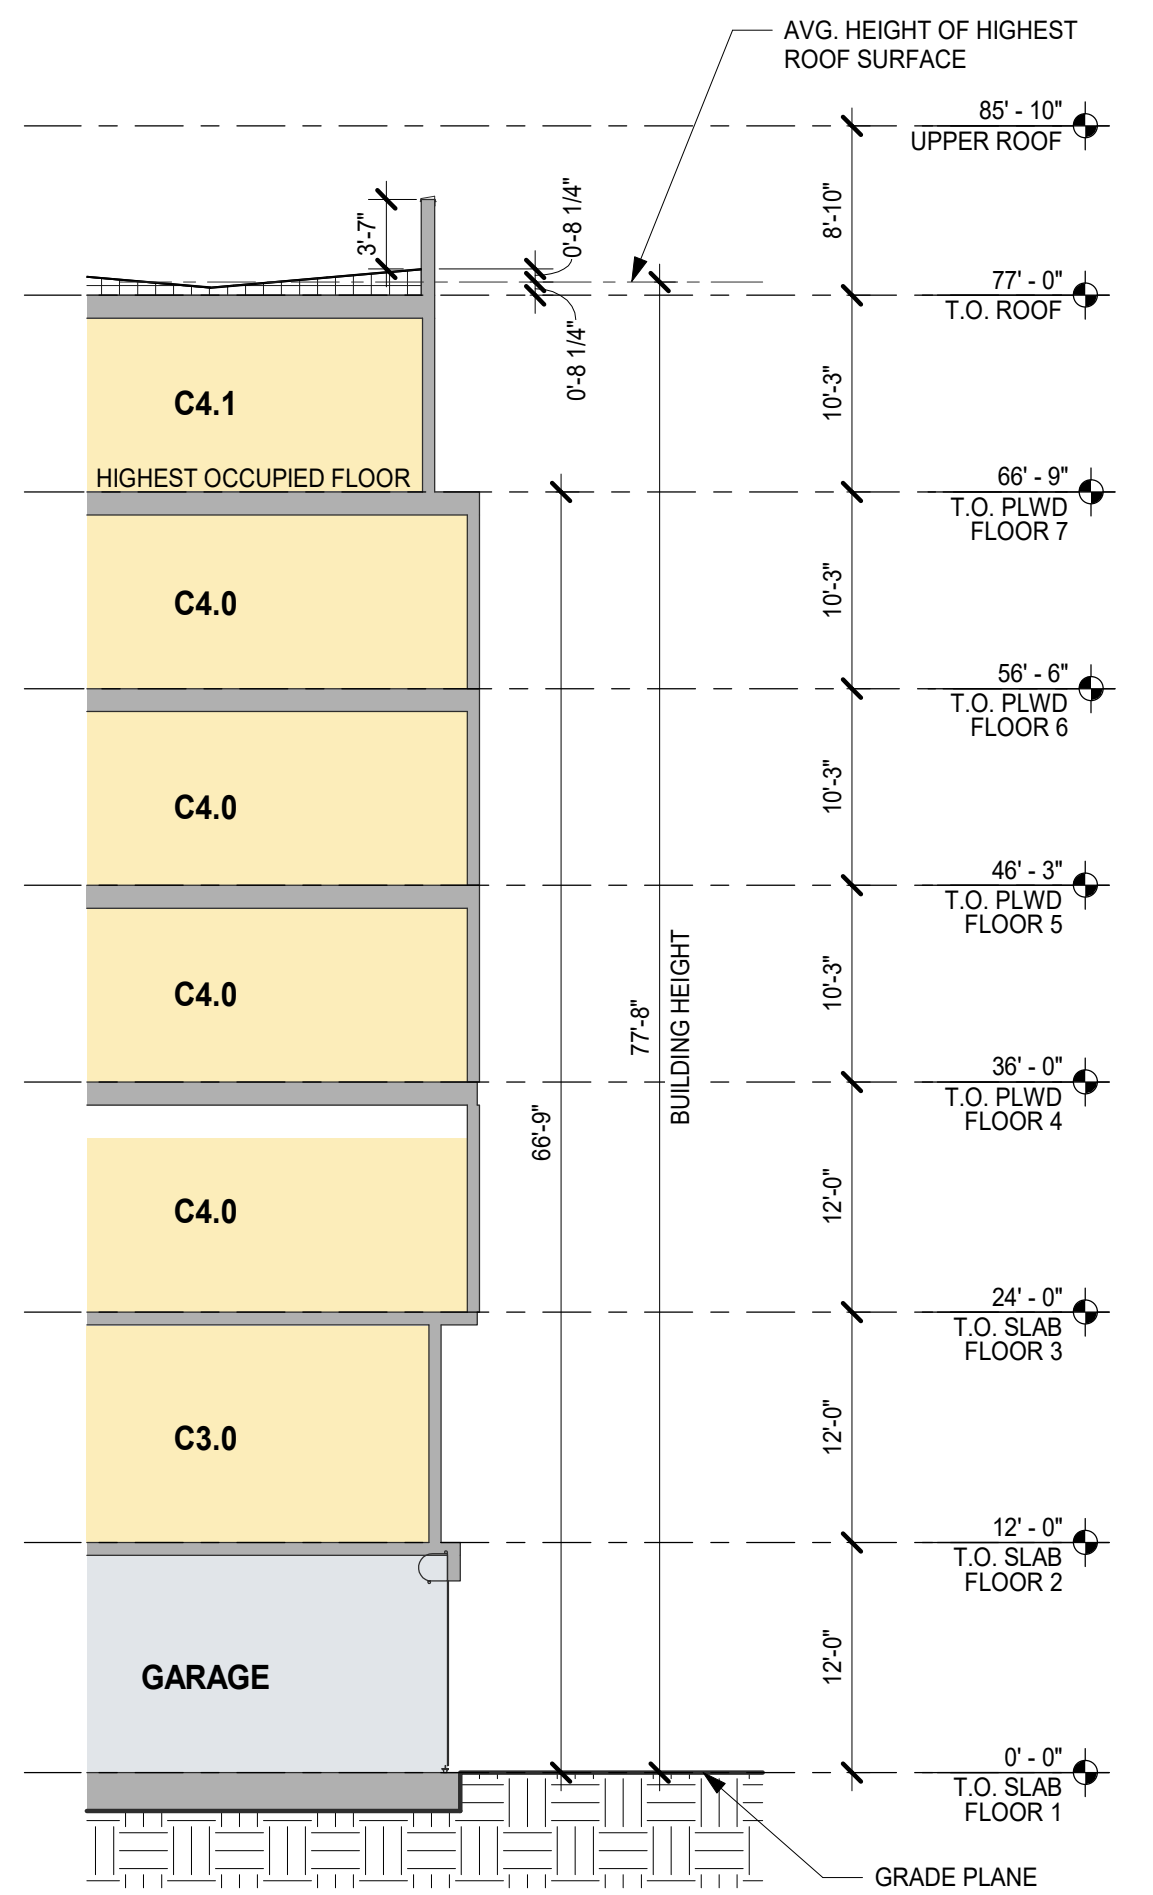 AVG. HEIGHT OF HIGHEST
ROOF SURFACE
85' - 10"
UPPER ROOF
8'-10"
3'-7"
0'-8 1/4"
77' - 0"
T.O. ROOF
0'-8 1/4"
C4.1
10'-3"
HIGHEST OCCUPIED FLOOR
66' - 9"
T.O. PLWD
FLOOR 7
C4.0
10'-3"
56' - 6"
T.O. PLWD
FLOOR 6
C4.0
10'-3"
46' - 3"
T.O. PLWD
FLOOR 5
C4.0
10'-3"
77'-8"
BUILDING HEIGHT
36' - 0"
T.O. PLWD
FLOOR 4
66'-9"
C4.0
12'-0"
24' - 0"
T.O. SLAB
FLOOR 3
C3.0
12'-0"
12' - 0"
T.O. SLAB
FLOOR 2
GARAGE
12'-0"
0' - 0"
T.O. SLAB
FLOOR 1
GRADE PLANE